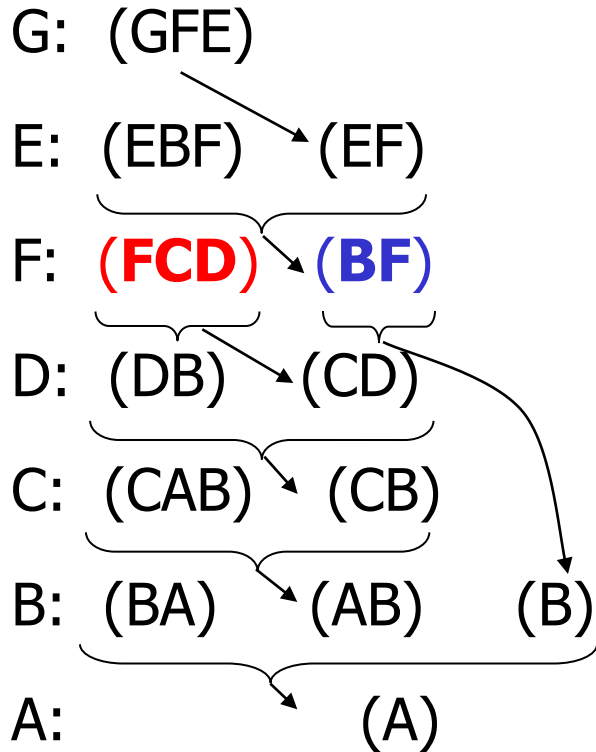 G: (GFE)
E: (EBF) (EF)
F: (FCD) (BF)
D: (DB) (CD)
C: (CAB) (CB)
B: (BA) (AB) (B)
A: (A)